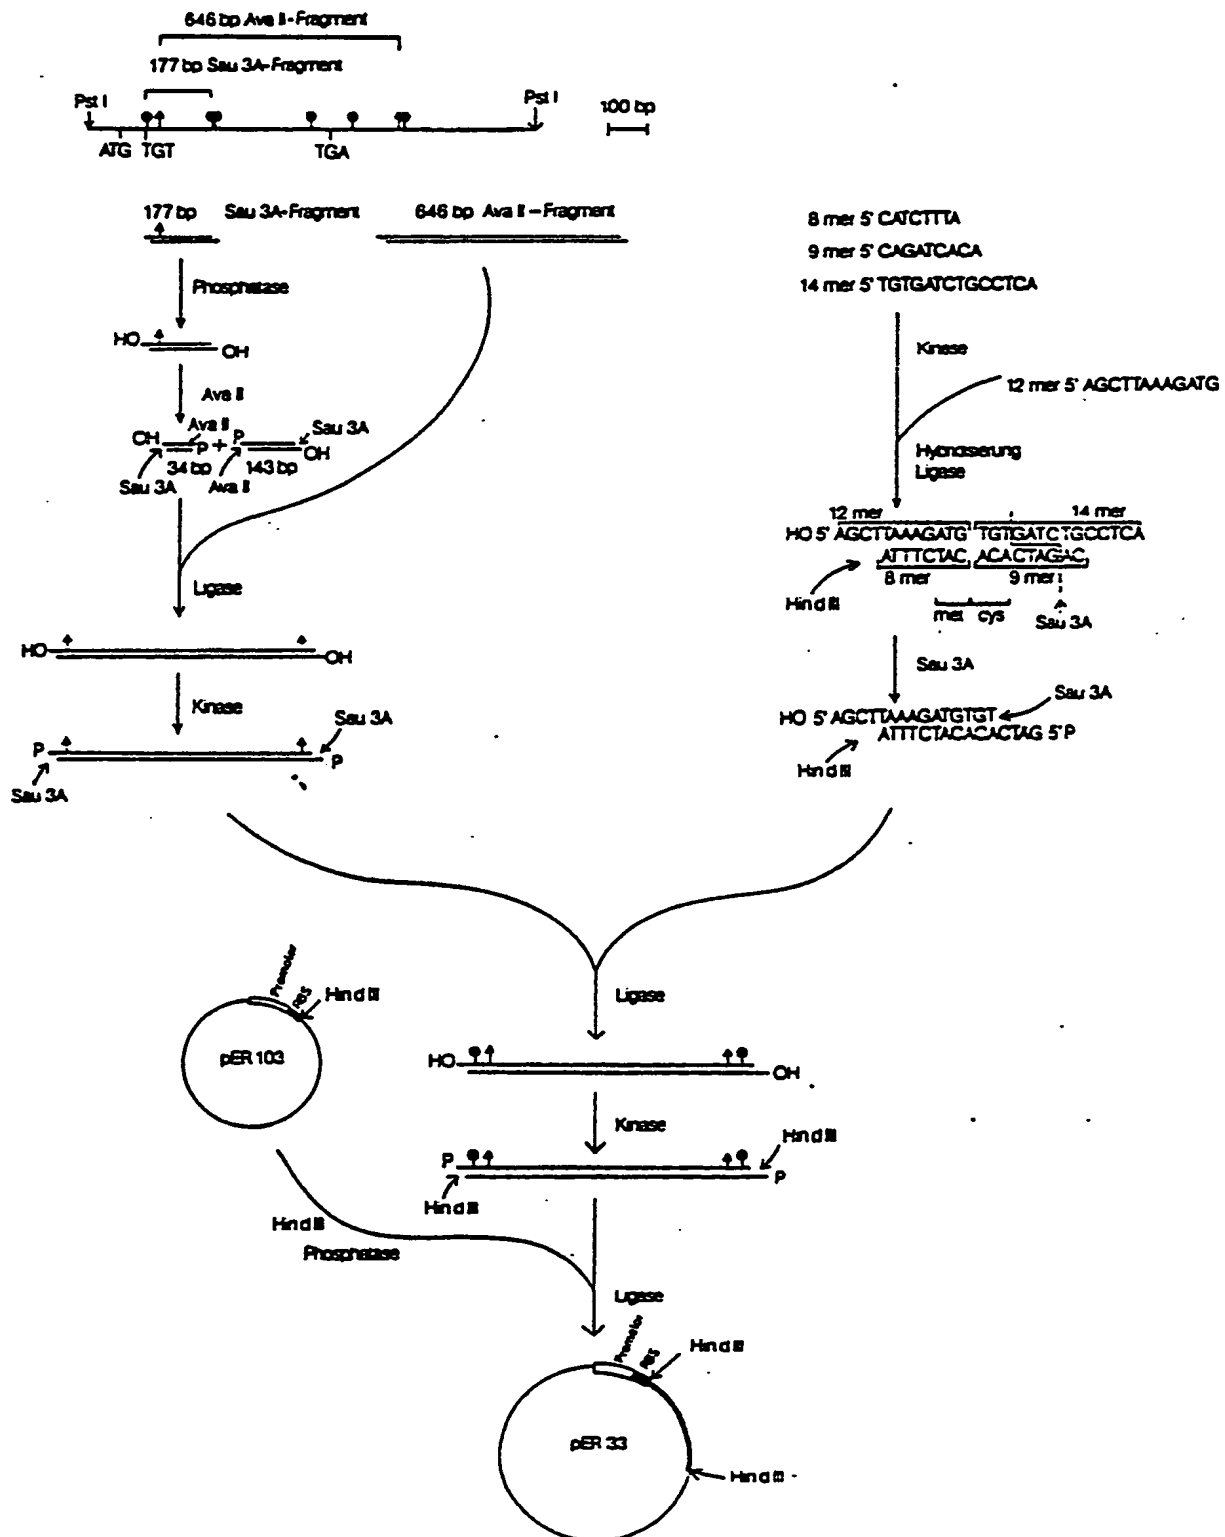 646 bp Ava II-Fragment
177 bp Sau 3A-Fragment
Pst I
Pst I
100 bp
ATG TGT
TGA
177 bp Sau 3A-Fragment
646 bp Ava II-Fragment
8 mer 5' CATCTTTA
9 mer 5' CAGATCACA
14 mer 5' TGTGATCTGCCTCA
Phosphatase
HO
OH
Kinase
12 mer 5' AGCTTAAAGATG
Ava II
Ava II
Sau 3A
OH
P + P
OH
34 bp
143 bp
Sau 3A
Ava II
Hybridisierung
Ligase
12 mer
14 mer
HO 5' AGCTTAAAGATG TGTGATCTGCCTCA
ATTTCTAC ACACTAGAC
8 mer
9 mer
Hind III
met cys
Sau 3A
Ligase
HO
OH
Sau 3A
Kinase
Sau 3A
HO 5' AGCTTAAAGATGTGT
ATTTCTACACACTAG 5' P
Hind III
Sau 3A
P
P
Sau 3A
Promotor
RBS
Hind III
pER 103
Ligase
HO
OH
Kinase
Hind III
P
P
Hind III
Hind III
Phosphatase
Ligase
Promotor
RBS
Hind III
pER 33
Hind III